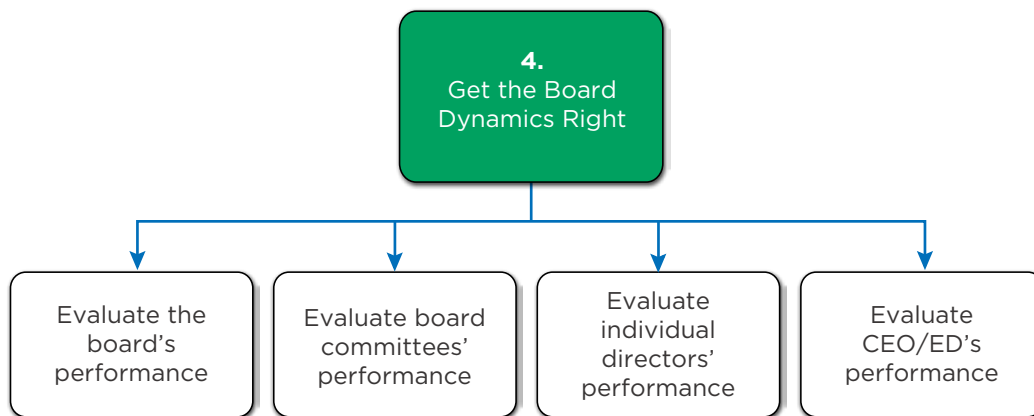 4.
Get the Board
Dynamics Right
Evaluate the
board’s
performance
Evaluate board
committees’
performance
Evaluate
individual
directors’
performance
Evaluate
CEO/ED’s
performance